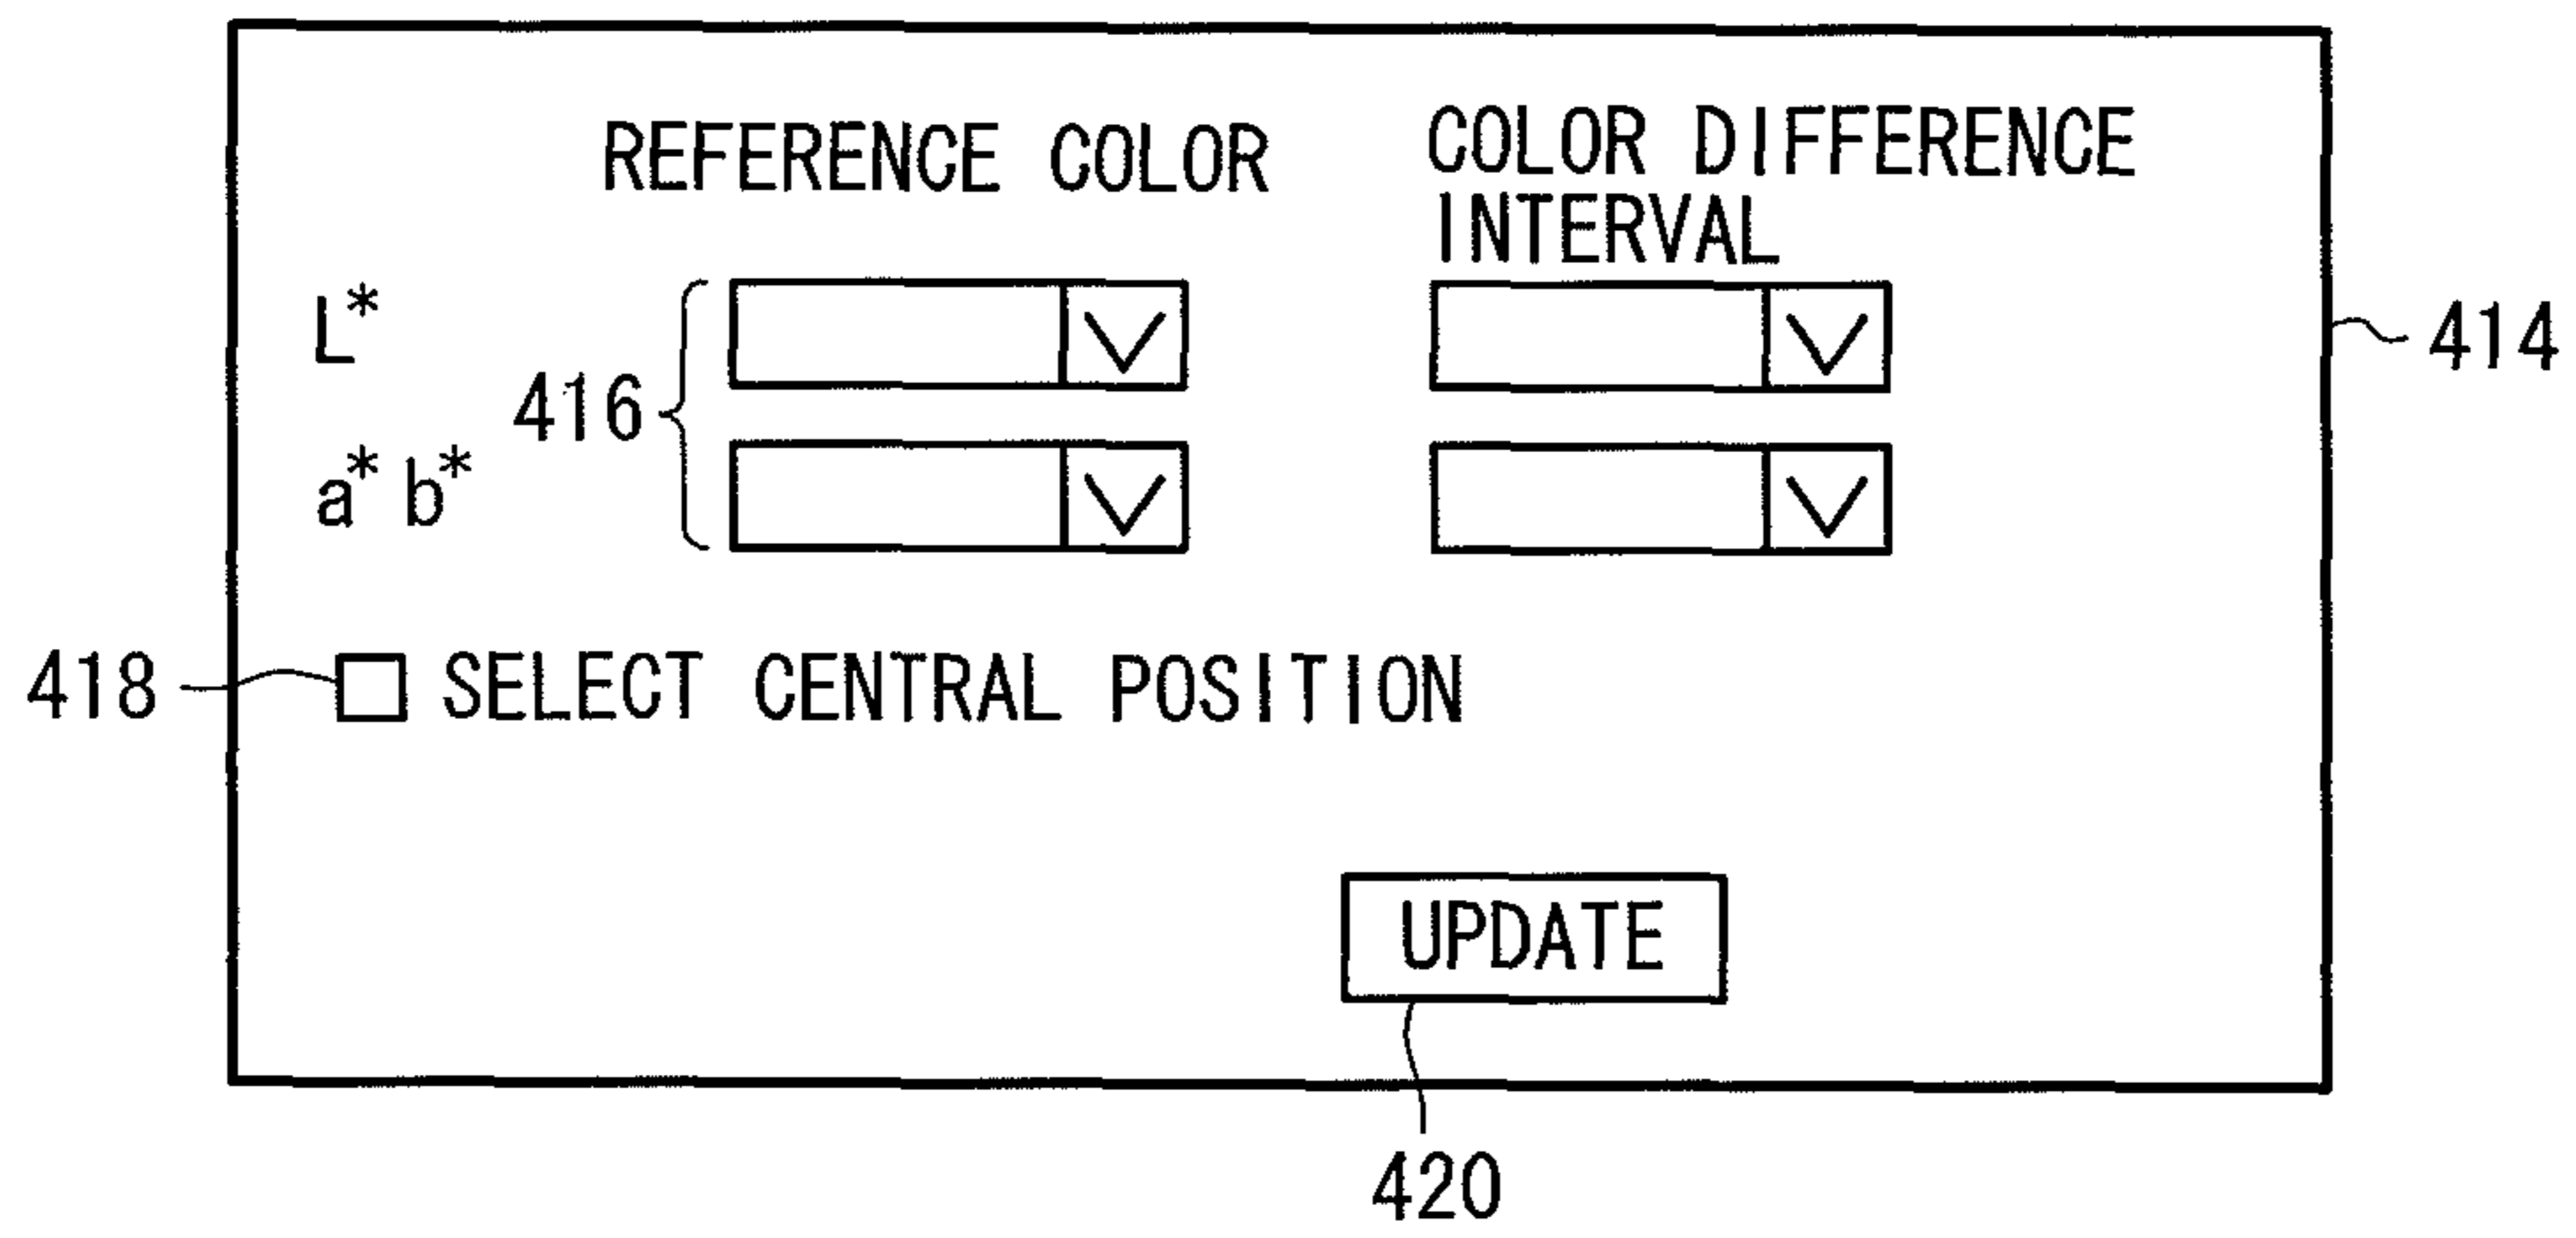 REFERENCE COLOR
COLOR DIFFERENCE
INTERVAL
L*
414
416
a* b*
418
SELECT CENTRAL POSITION
UPDATE
420